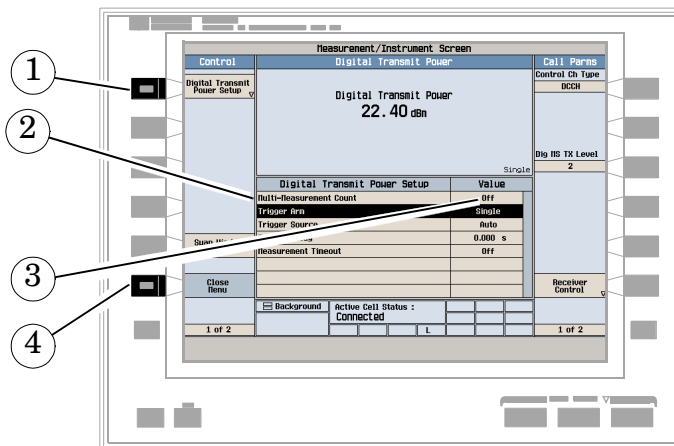 Measurement/Instrument Screen
Control
Digital Transmit Power
Call Parms
1
Digital Transmit
Power Setup
Control Ch Type
DCCH
Digital Transmit Power
22.40 dBm
2
Dig MS TX Level
2
Single
Digital Transmit Power Setup
Value
Multi-Measurement Count
Off
Trigger Arm
Single
Trigger Source
Auto
0.000 s
Measurement Timeout
Off
3
Close
Menu
Receiver
Control
4
Background
Active Cell Status :
Connected
L
1 of 2
1 of 2